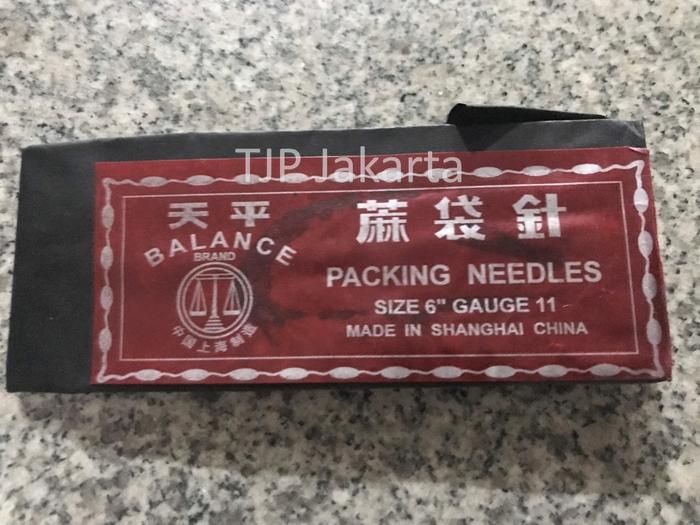 TJP Jakarta
天平
BALANCE
BRAND
中国上海制造
蔴袋針
PACKING NEEDLES
SIZE 6" GAUGE 11
MADE IN SHANGHAI CHINA